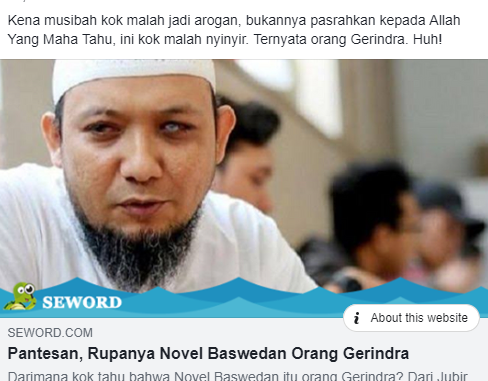 Kena musibah kok malah jadi arogan, bukannya pasrahkan kepada Allah
Yang Maha Tahu, ini kok malah nyinyir. Ternyata orang Gerindra. Huh!
SEWORD
i About this website
SEWORD.COM
Pantesan, Rupanya Novel Baswedan Orang Gerindra
Darimana kok tahu bahwa Novel Baswedan itu orang Gerindra? Dari Jubir